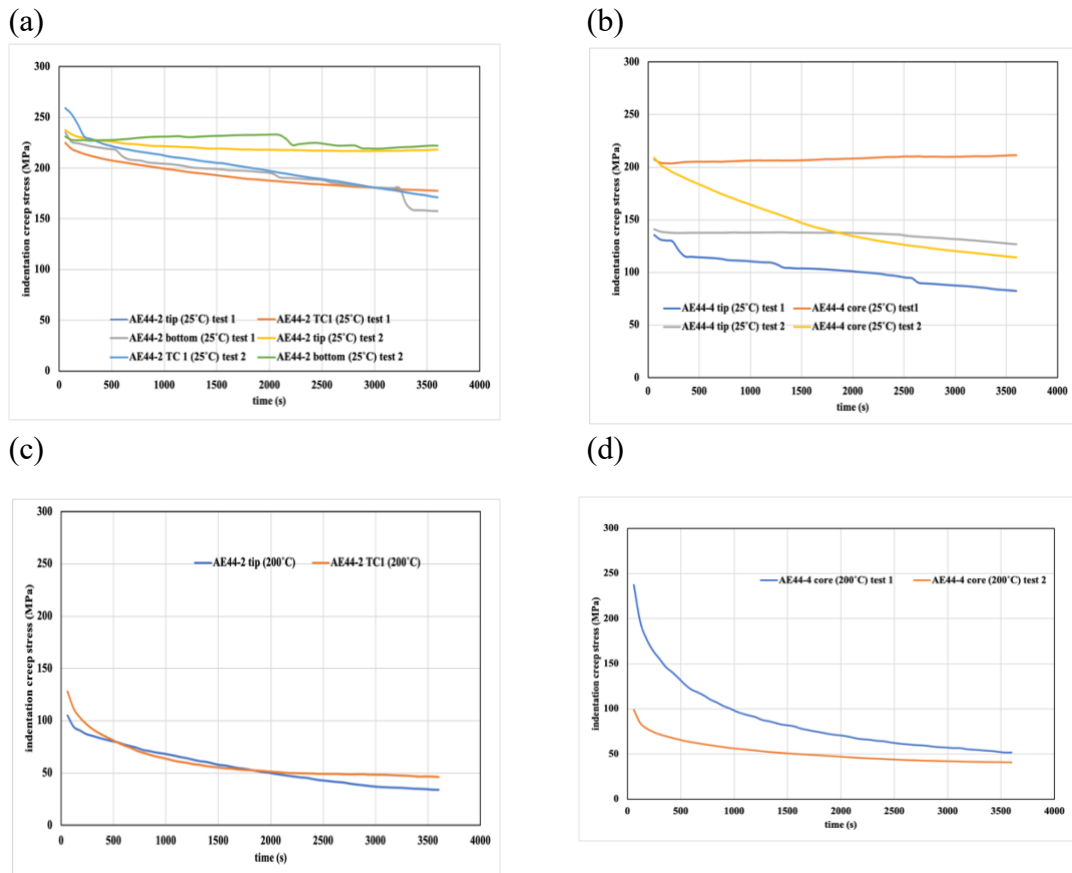 (a)
300
250
200
150
100
50
0
indentation creep stress (MPa)
AE44-2 tip (25˚C) test 1
AE44-2 TC1 (25˚C) test 1
AE44-2 bottom (25˚C) test 1
AE44-2 tip (25˚C) test 2
AE44-2 TC 1 (25˚C) test 2
AE44-2 bottom (25˚C) test 2
0 500 1000 1500 2000 2500 3000 3500 4000
time (s)
(b)
300
250
200
150
100
50
0
indentation creep stress (MPa)
AE44-4 tip (25˚C) test 1
AE44-4 core (25˚C) test1
AE44-4 tip (25˚C) test 2
AE44-4 core (25˚C) test 2
0 500 1000 1500 2000 2500 3000 3500 4000
time (s)
(c)
300
250
200
150
100
50
0
indentation creep stress (MPa)
AE44-2 tip (200˚C)
AE44-2 TC1 (200˚C)
0 500 1000 1500 2000 2500 3000 3500 4000
time (s)
(d)
300
250
200
150
100
50
0
indentation creep stress (MPa)
AE44-4 core (200˚C) test 1
AE44-4 core (200˚C) test 2
0 500 1000 1500 2000 2500 3000 3500 4000
time (s)